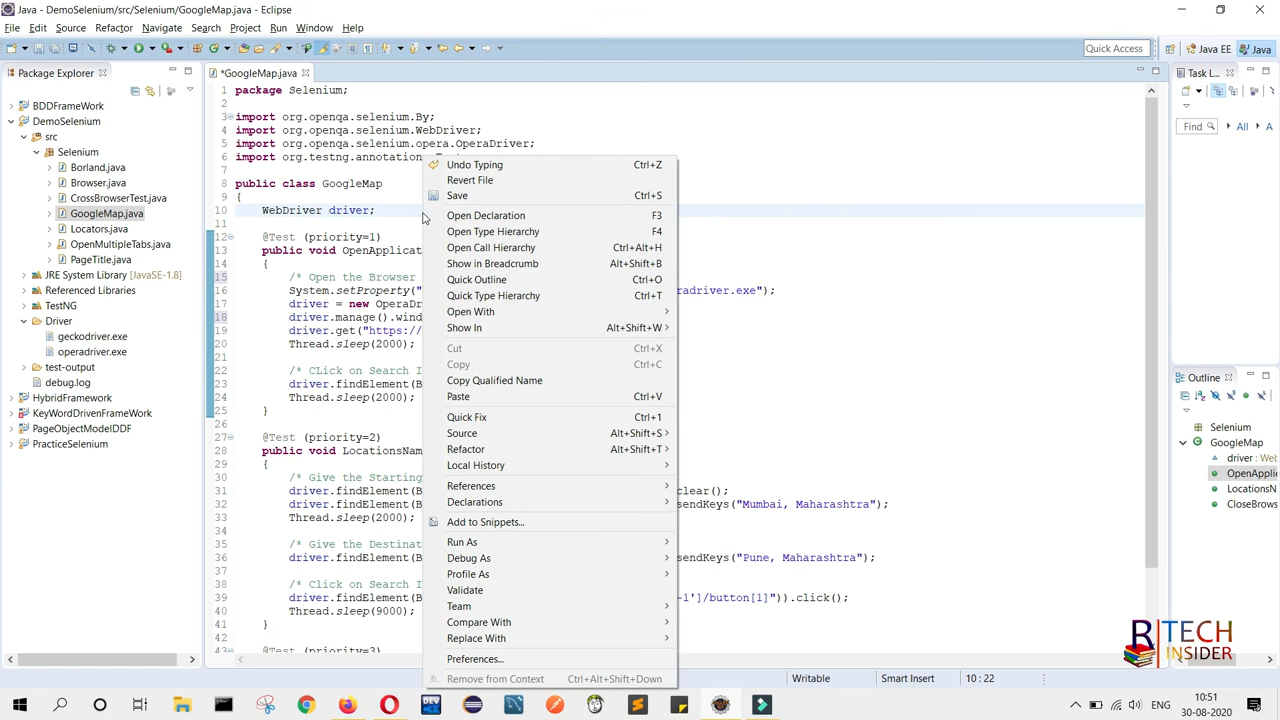 Java - DemoSelenium/src/Selenium/GoogleMap.java - Eclipse
File Edit Source Refactor Navigate Search Project Run Window Help
Quick Access
Java EE
Java
Package Explorer
*GoogleMap.java
Task L...
BDDFrameWork
DemoSelenium
src
Selenium
Borland.java
Browser.java
CrossBrowserTest.java
GoogleMap.java
Locators.java
OpenMultipleTabs.java
PageTitle.java
JRE System Library [JavaSE-1.8]
Referenced Libraries
TestNG
Driver
geckodriver.exe
operadriver.exe
test-output
debug.log
HybridFramework
KeyWordDrivenFrameWork
PageObjectModelDDF
PracticeSelenium
1 package Selenium;
2
3 import org.openqa.selenium.By;
4 import org.openqa.selenium.WebDriver;
5 import org.openqa.selenium.opera.OperaDriver;
6 import org.testng.annotation
7
8 public class GoogleMap
9 {
10 WebDriver driver;
11
12 @Test (priority=1)
13 public void OpenApplicat
14 {
15 /* Open the Browser
16 System.setProperty(" eradriver.exe");
17 driver = new OperaDr
18 driver.manage().wind
19 driver.get("https://
20 Thread.sleep(2000);
21
22 /* CLick on Search I
23 driver.findElement(B
24 Thread.sleep(2000);
25 }
26
27 @Test (priority=2)
28 public void LocationsNam
29 {
30 /* Give the Starting
31 driver.findElement(B clear();
32 driver.findElement(B sendKeys("Mumbai, Maharashtra");
33 Thread.sleep(2000);
34
35 /* Give the Destinat
36 driver.findElement(B sendKeys("Pune, Maharashtra");
37
38 /* Click on Search I
39 driver.findElement(B -1']/button[1]")).click();
40 Thread.sleep(9000);
41 }
42
43 @Test (priority=3)
Undo Typing Ctrl+Z
Revert File
Save Ctrl+S
Open Declaration F3
Open Type Hierarchy F4
Open Call Hierarchy Ctrl+Alt+H
Show in Breadcrumb Alt+Shift+B
Quick Outline Ctrl+O
Quick Type Hierarchy Ctrl+T
Open With
Show In Alt+Shift+W
Cut Ctrl+X
Copy Ctrl+C
Copy Qualified Name
Paste Ctrl+V
Quick Fix Ctrl+1
Source Alt+Shift+S
Refactor Alt+Shift+T
Local History
References
Declarations
Add to Snippets...
Run As
Debug As
Profile As
Validate
Team
Compare With
Replace With
Preferences...
Remove from Context Ctrl+Alt+Shift+Down
Find
All
A
Outline
Selenium
GoogleMap
driver : We
OpenApplic
LocationsN
CloseBrows
R TECH
INSIDER
Writable
Smart Insert
10 : 22
DEV
ENG
10:51
30-08-2020